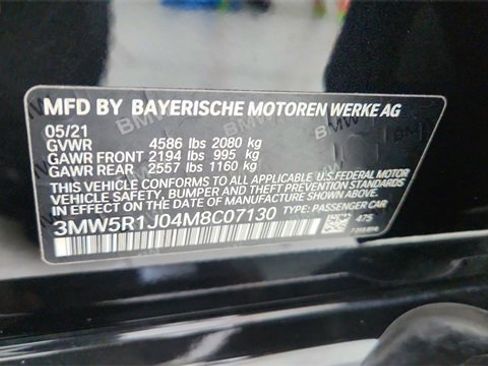 MFD BY BAYERISCHE MOTOREN WERKE AG
05/21
GVWR 4586 lbs 2080 kg
GAWR FRONT 2194 lbs 995 kg
GAWR REAR 2557 lbs 1160 kg
THIS VEHICLE CONFORMS TO ALL APPLICABLE U.S.FEDERAL MOTOR
VEHICLE SAFETY, BUMPER AND THEFT PREVENTION STANDARDS IN
EFFECT ON THE DATE OF MANUFACTURE SHOWN ABOVE.
3MW5R1J04M8C07130 TYPE: PASSENGER CAR
475